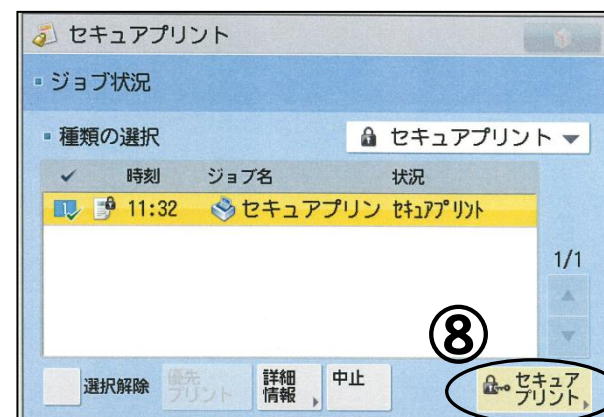 セキュアプリント
ジョブ状況
種類の選択
セキュアプリント
時刻 ジョブ名 状況
1 11:32 セキュアプリン セキュアプリント
1/1
⑧
選択解除
優先
プリント
詳細
情報
中止
セキュア
プリント